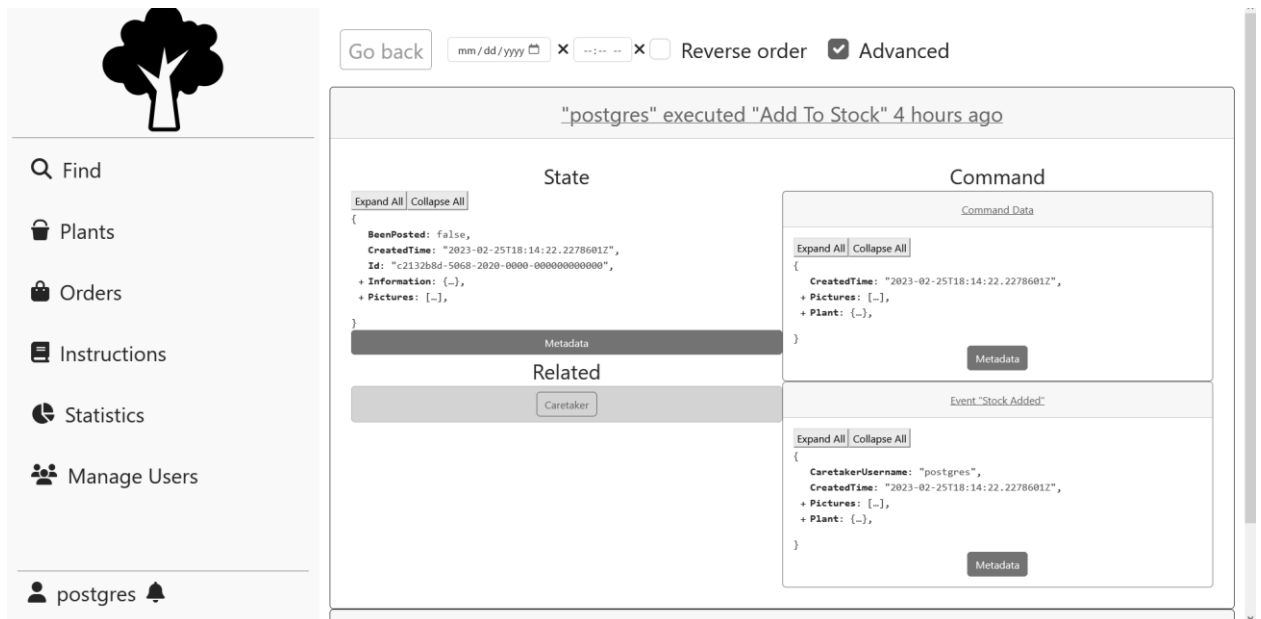 Find
Plants
Orders
Instructions
Statistics
Manage Users
postgres
Go back
mm/dd/yyyy
--:-- --
Reverse order
Advanced
"postgres" executed "Add To Stock" 4 hours ago
State
Expand All Collapse All
{
BeenPosted: false,
CreatedTime: "2023-02-25T18:14:22.2278601Z",
Id: "c2132b8d-5068-2020-0000-000000000000",
+ Information: {…},
+ Pictures: […],
}
Metadata
Related
Caretaker
Command
Command Data
Expand All Collapse All
{
CreatedTime: "2023-02-25T18:14:22.2278601Z",
+ Pictures: […],
+ Plant: {…},
}
Metadata
Event "Stock Added"
Expand All Collapse All
{
CaretakerUsername: "postgres",
CreatedTime: "2023-02-25T18:14:22.2278601Z",
+ Pictures: […],
+ Plant: {…},
}
Metadata